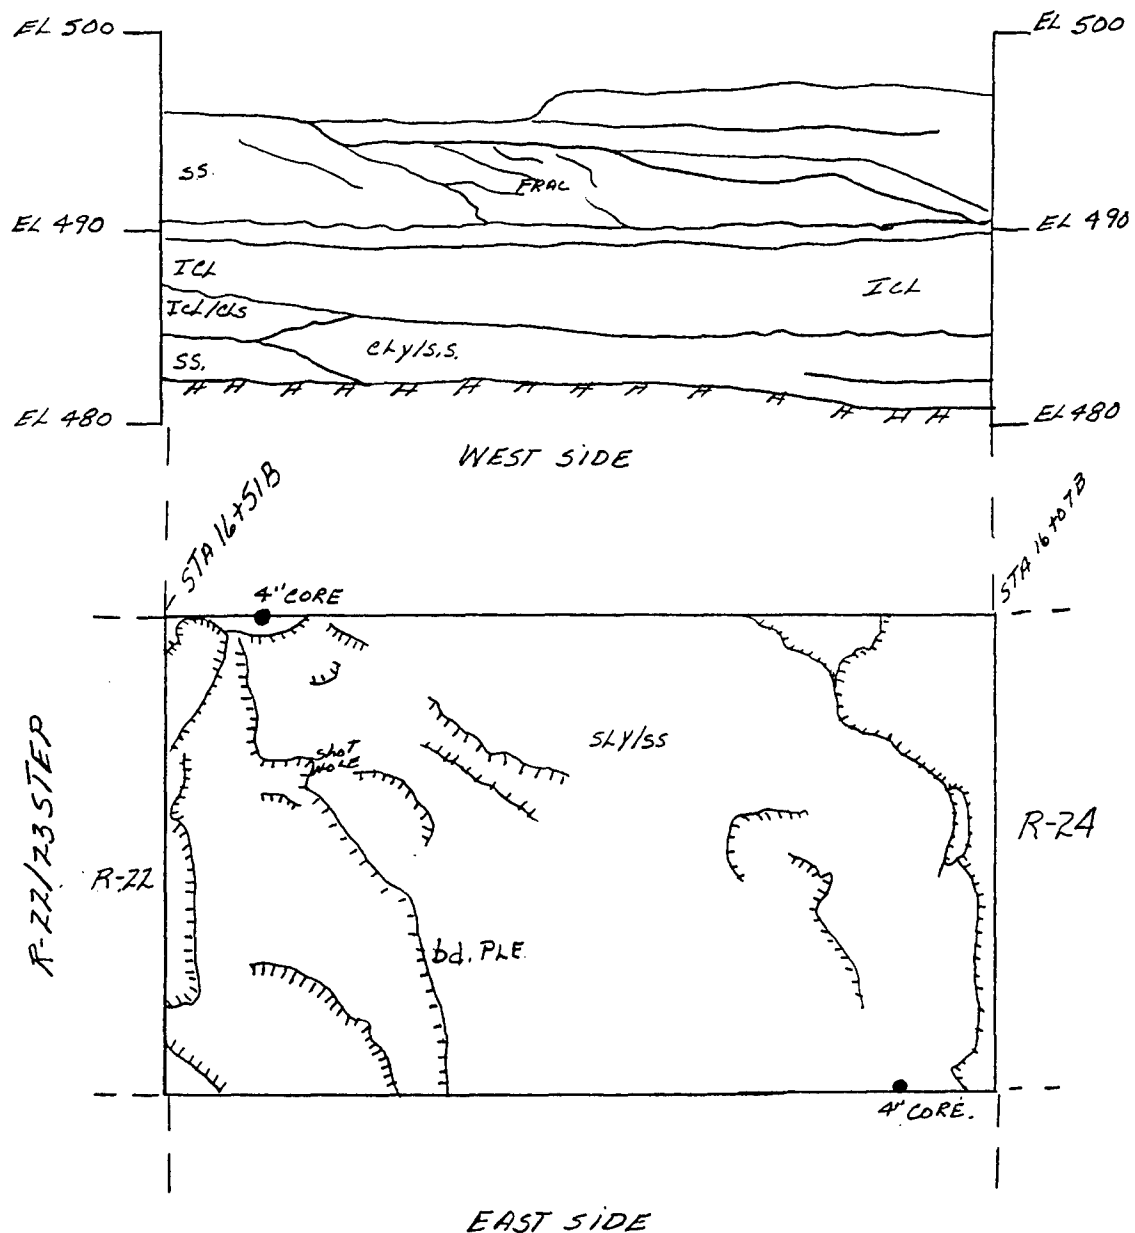 EL 500
EL 500
SS.
FRAC
EL 490
EL 490
ICL
ICL
ICL/CLS
CLY/S.S.
SS.
EL 480
EL 480
WEST SIDE
STA 16+51B
STA 16+07B
4" CORE
SLY/SS
shot
HOLE
R-22/23 STEP
R-22
R-24
bd. PLE.
4" CORE.
EAST SIDE